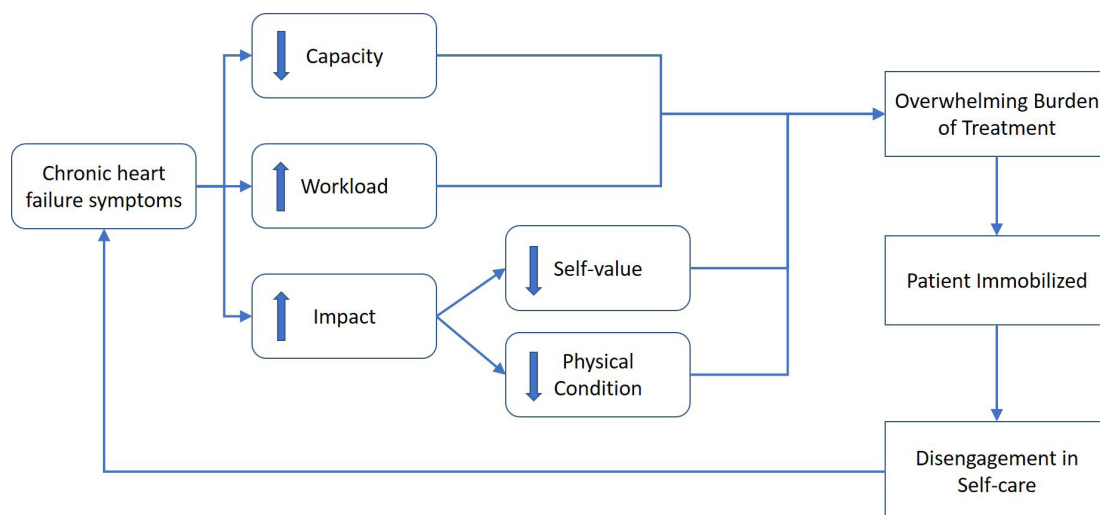 Capacity
Overwhelming Burden
of Treatment
Chronic heart
failure symptoms
Workload
Self-value
Patient Immobilized
Impact
Physical
Condition
Disengagement in
Self-care